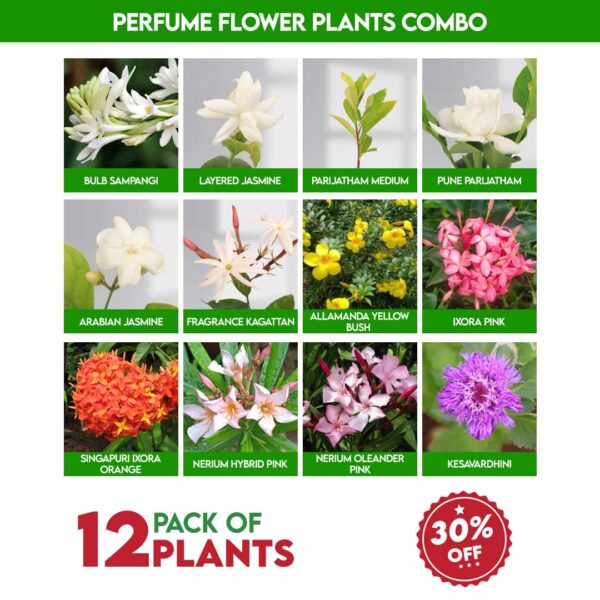 PERFUME FLOWER PLANTS COMBO
BULB SAMPANGI
LAYERED JASMINE
PARIJATHAM MEDIUM
PUNE PARIJATHAM
ARABIAN JASMINE
FRAGRANCE KAGATTAN
ALLAMANDA YELLOW
BUSH
IXORA PINK
SINGAPURI IXORA
ORANGE
NERIUM HYBRID PINK
NERIUM OLEANDER
PINK
KESAVARDHINI
12 PACK OF
PLANTS
30%
OFF